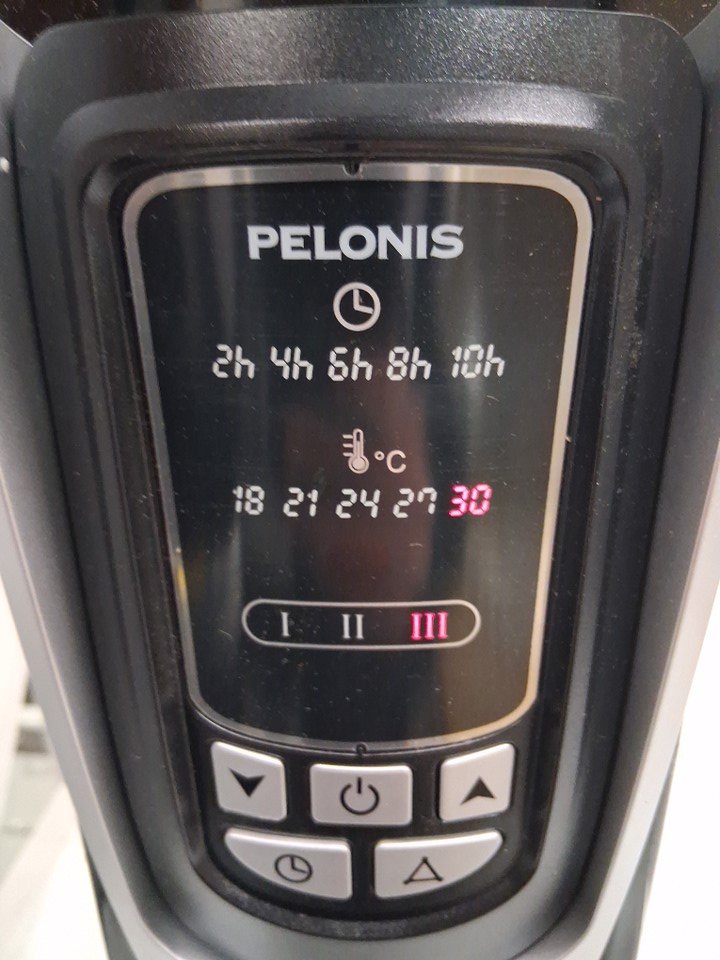 PELONIS
2h 4h 6h 8h 10h
°C
18 21 24 27 30
I II III